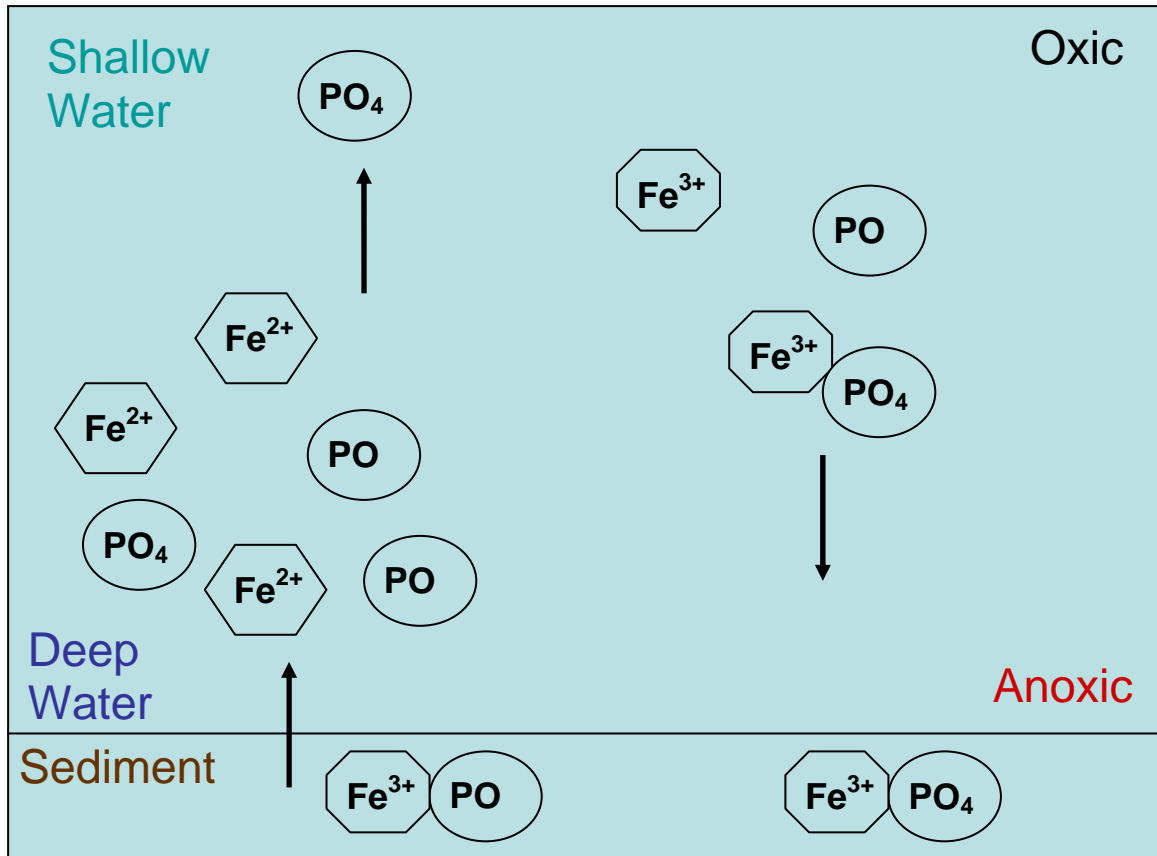 Shallow
Water
Oxic
PO₄
Fe³⁺
PO
Fe²⁺
Fe³⁺
PO₄
Fe²⁺
PO
PO₄
Fe²⁺
PO
Deep
Water
Anoxic
Sediment
Fe³⁺ PO
Fe³⁺ PO₄